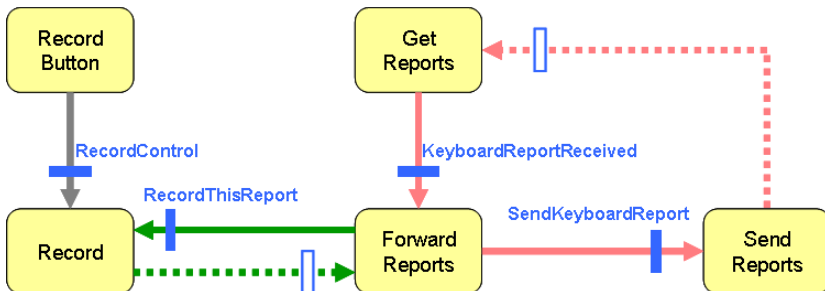 Record
Button
Get
Reports
RecordControl
KeyboardReportReceived
RecordThisReport
SendKeyboardReport
Record
Forward
Reports
Send
Reports